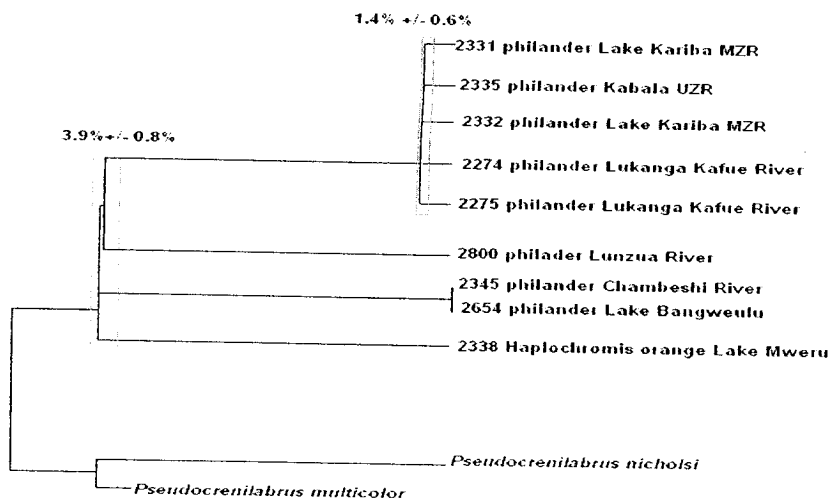 1.4% +/- 0.6%
2331 philander Lake Kariba MZR
2335 philander Kabala UZR
2332 philander Lake Kariba MZR
3.9%+/- 0.8%
2274 philander Lukanga Kafue River
2275 philander Lukanga Kafue River
2800 philader Lunzua River
2345 philander Chambeshi River
2654 philander Lake Bangweulu
2338 Haplochromis orange Lake Mweru
Pseudocrenilabrus nicholsi
Pseudocrenilabrus multicolor